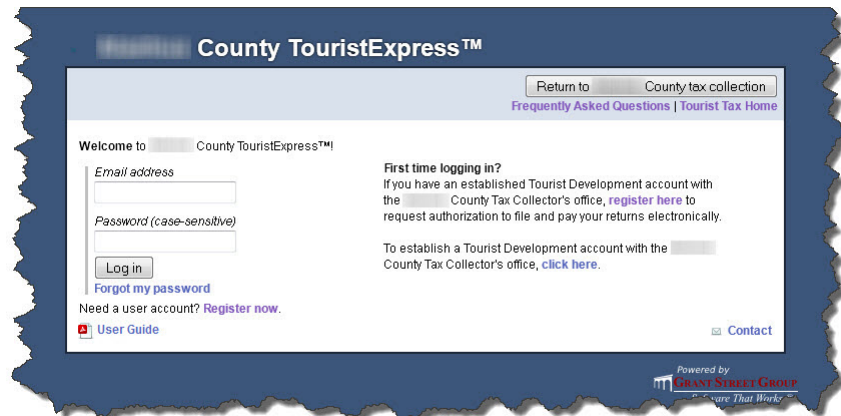 County TouristExpress™
Return to County tax collection
Frequently Asked Questions | Tourist Tax Home
Welcome to County TouristExpress™!
Email address
Password (case-sensitive)
Log in
Forgot my password
Need a user account? Register now.
User Guide
First time logging in?
If you have an established Tourist Development account with
the County Tax Collector's office, register here to
request authorization to file and pay your returns electronically.
To establish a Tourist Development account with the
County Tax Collector's office, click here.
Contact
Powered by
GRANT STREET GROUP
Software That Works